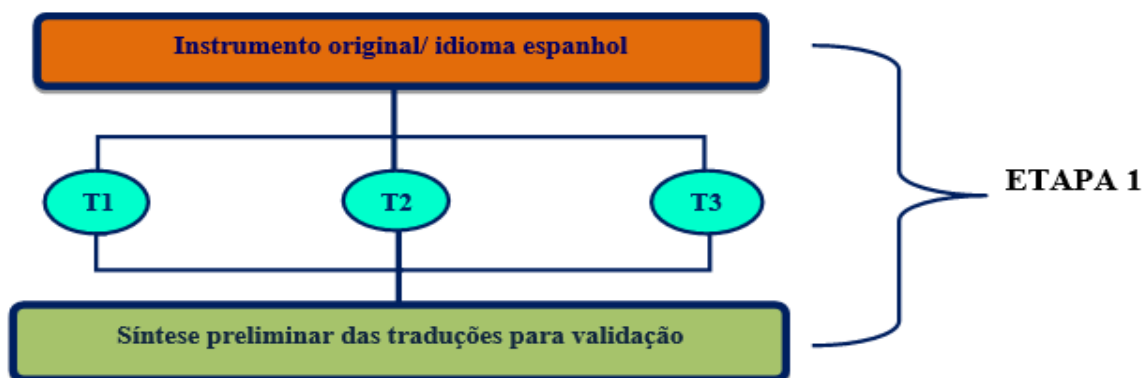 Instrumento original/ idioma espanhol
T1
T2
T3
ETAPA 1
Síntese preliminar das traduções para validação